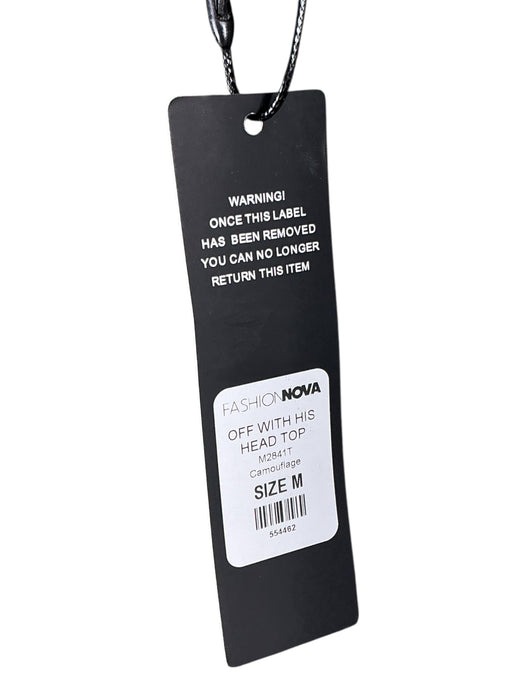 WARNING!
ONCE THIS LABEL
HAS BEEN REMOVED
YOU CAN NO LONGER
RETURN THIS ITEM
FASHIONNOVA
OFF WITH HIS
HEAD TOP
M2841T
Camouflage
SIZE M
554462